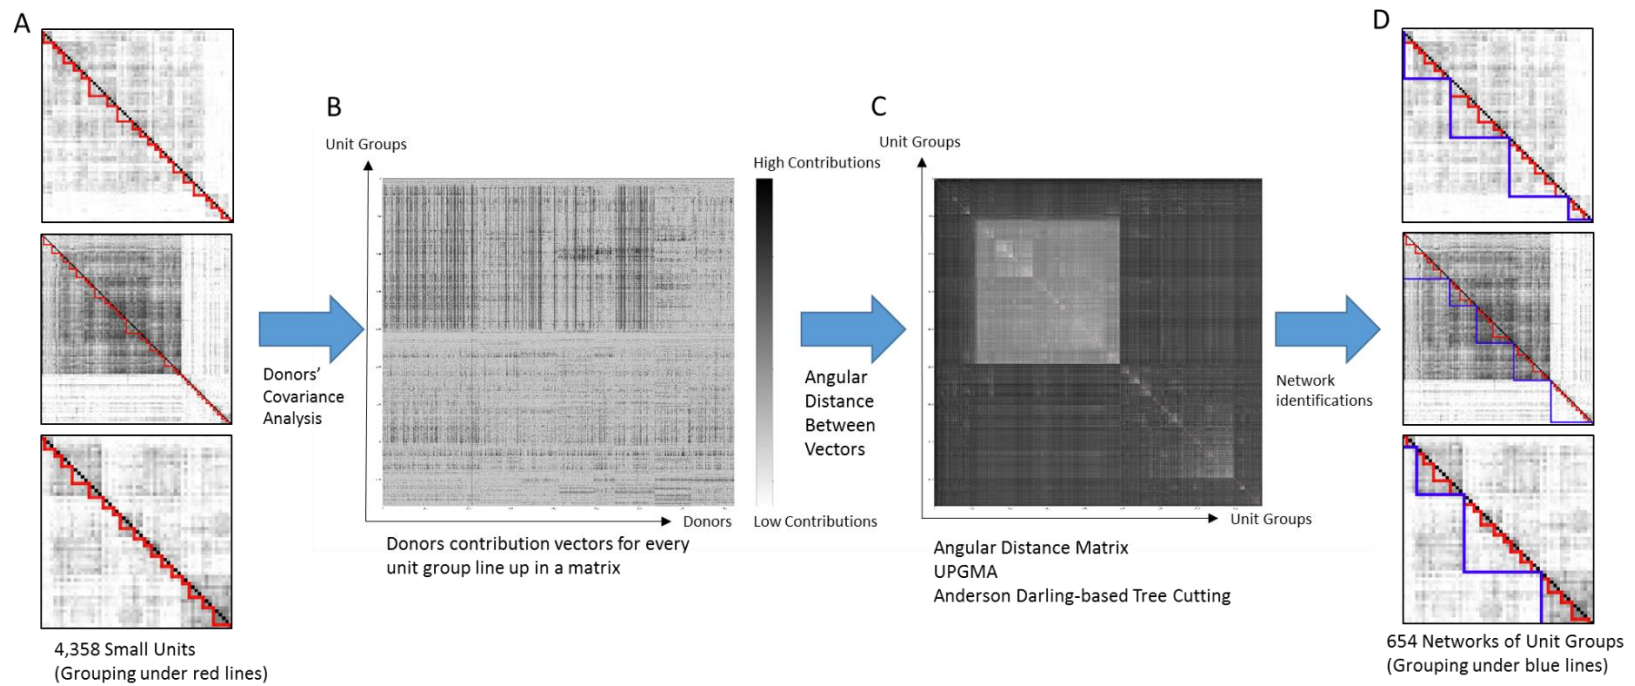 A
4,358 Small Units
(Grouping under red lines)
Donors'
Covariance
Analysis
B
Unit Groups
Donors
Donors contribution vectors for every
unit group line up in a matrix
High Contributions
Low Contributions
Angular
Distance
Between
Vectors
C
Unit Groups
Unit Groups
Angular Distance Matrix
UPGMA
Anderson Darling-based Tree Cutting
Network
identifications
D
654 Networks of Unit Groups
(Grouping under blue lines)